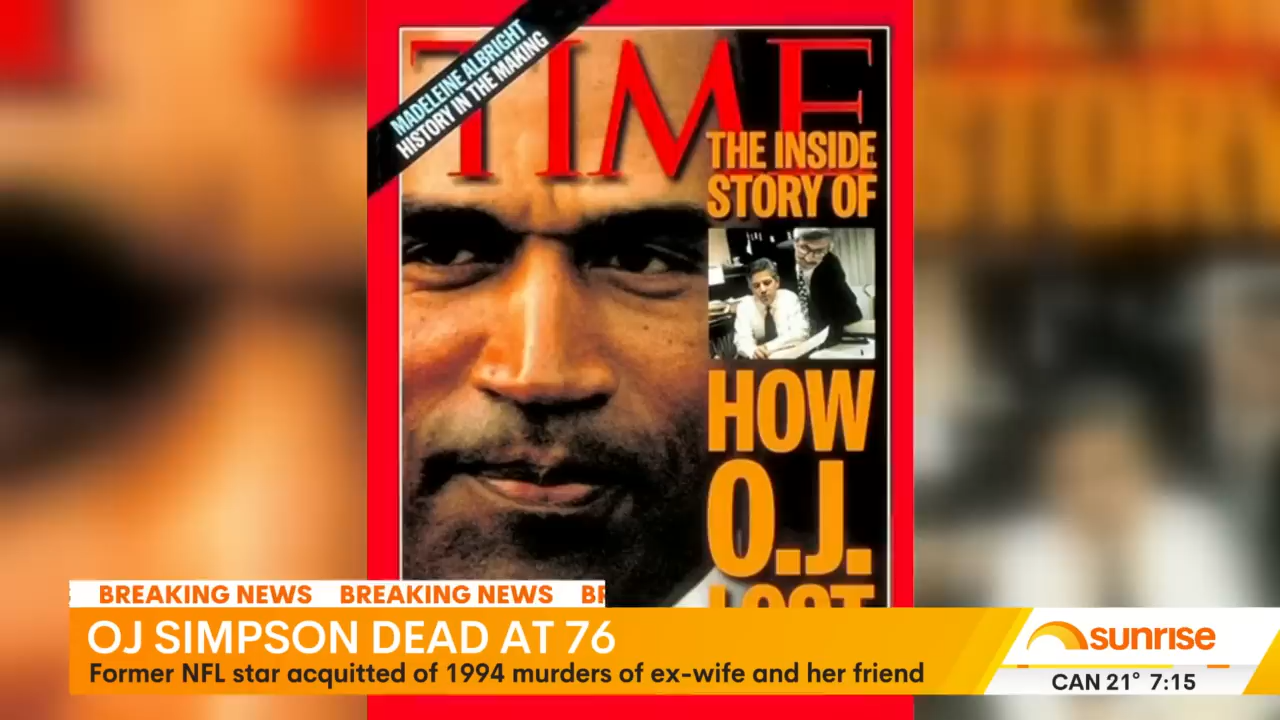 MADELEINE ALBRIGHT
HISTORY IN THE MAKING
TIME
THE INSIDE
STORY OF
HOW
O.J.
LOST
BREAKING NEWS BREAKING NEWS
OJ SIMPSON DEAD AT 76
Former NFL star acquitted of 1994 murders of ex-wife and her friend
sunrise
CAN 21° 7:15